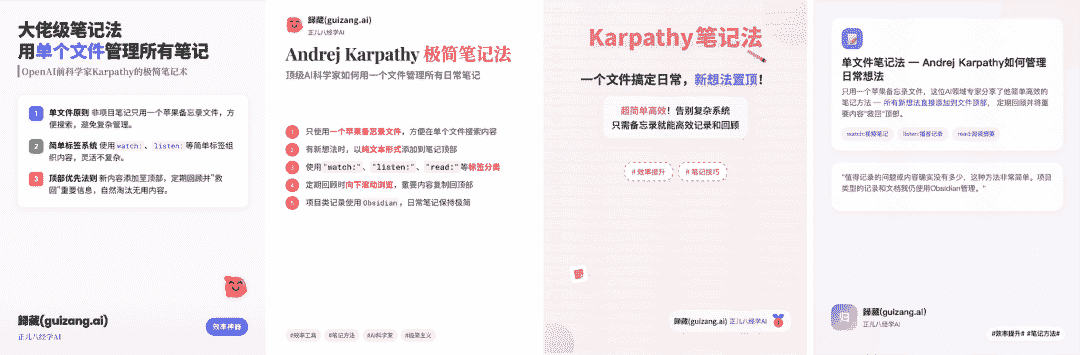 大佬级笔记法
用单个文件管理所有笔记
OpenAI前科学家Karpathy的极简笔记术
1 单文件原则 非项目笔记只用一个苹果备忘录文件，方
便搜索，避免复杂管理。
2 简单标签系统 使用 watch: 、 listen: 等简单标签组
织内容，灵活不复杂。
3 顶部优先法则 新内容添加至顶部，定期回顾并"救
回"重要信息，自然淘汰无用内容。
歸藏(guizang.ai)
正儿八经学AI
效率神器
歸藏(guizang.ai)
正儿八经学AI
Andrej Karpathy 极简笔记法
顶级AI科学家如何用一个文件管理所有日常笔记
1 只使用一个苹果备忘录文件，方便在单个文件搜索内容
2 有新想法时，以纯文本形式添加到笔记顶部
3 使用 "watch:"、 "listen:"、 "read:" 等标签分类
4 定期回顾时向下滚动浏览，重要内容复制回顶部
5 项目类记录使用 Obsidian ，日常笔记保持极简
#效率工具 #笔记方法 #AI科学家 #极简主义
Karpathy笔记法
一个文件搞定日常，新想法置顶！
超简单高效！告别复杂系统
只需备忘录就能高效记录和回顾
# 效率提升 # 笔记技巧
歸藏(guizang.ai) 正儿八经学AI
单文件笔记法 — Andrej Karpathy如何管理
日常想法
只用一个苹果备忘录，这位AI领域专家分享了他简单高效的
笔记方法 — 所有新想法直接添加到文件顶部，定期回顾并将重
要内容"救回"顶部。
watch:视频笔记 listen:播客记录 read:阅读摘要
"值得记录的问题或内容确实没有多少，这种方法非常简单。项目
类型的记录和文档我仍使用Obsidian管理。"
归
歸藏(guizang.ai)
正儿八经学AI
#效率提升# #笔记方法#